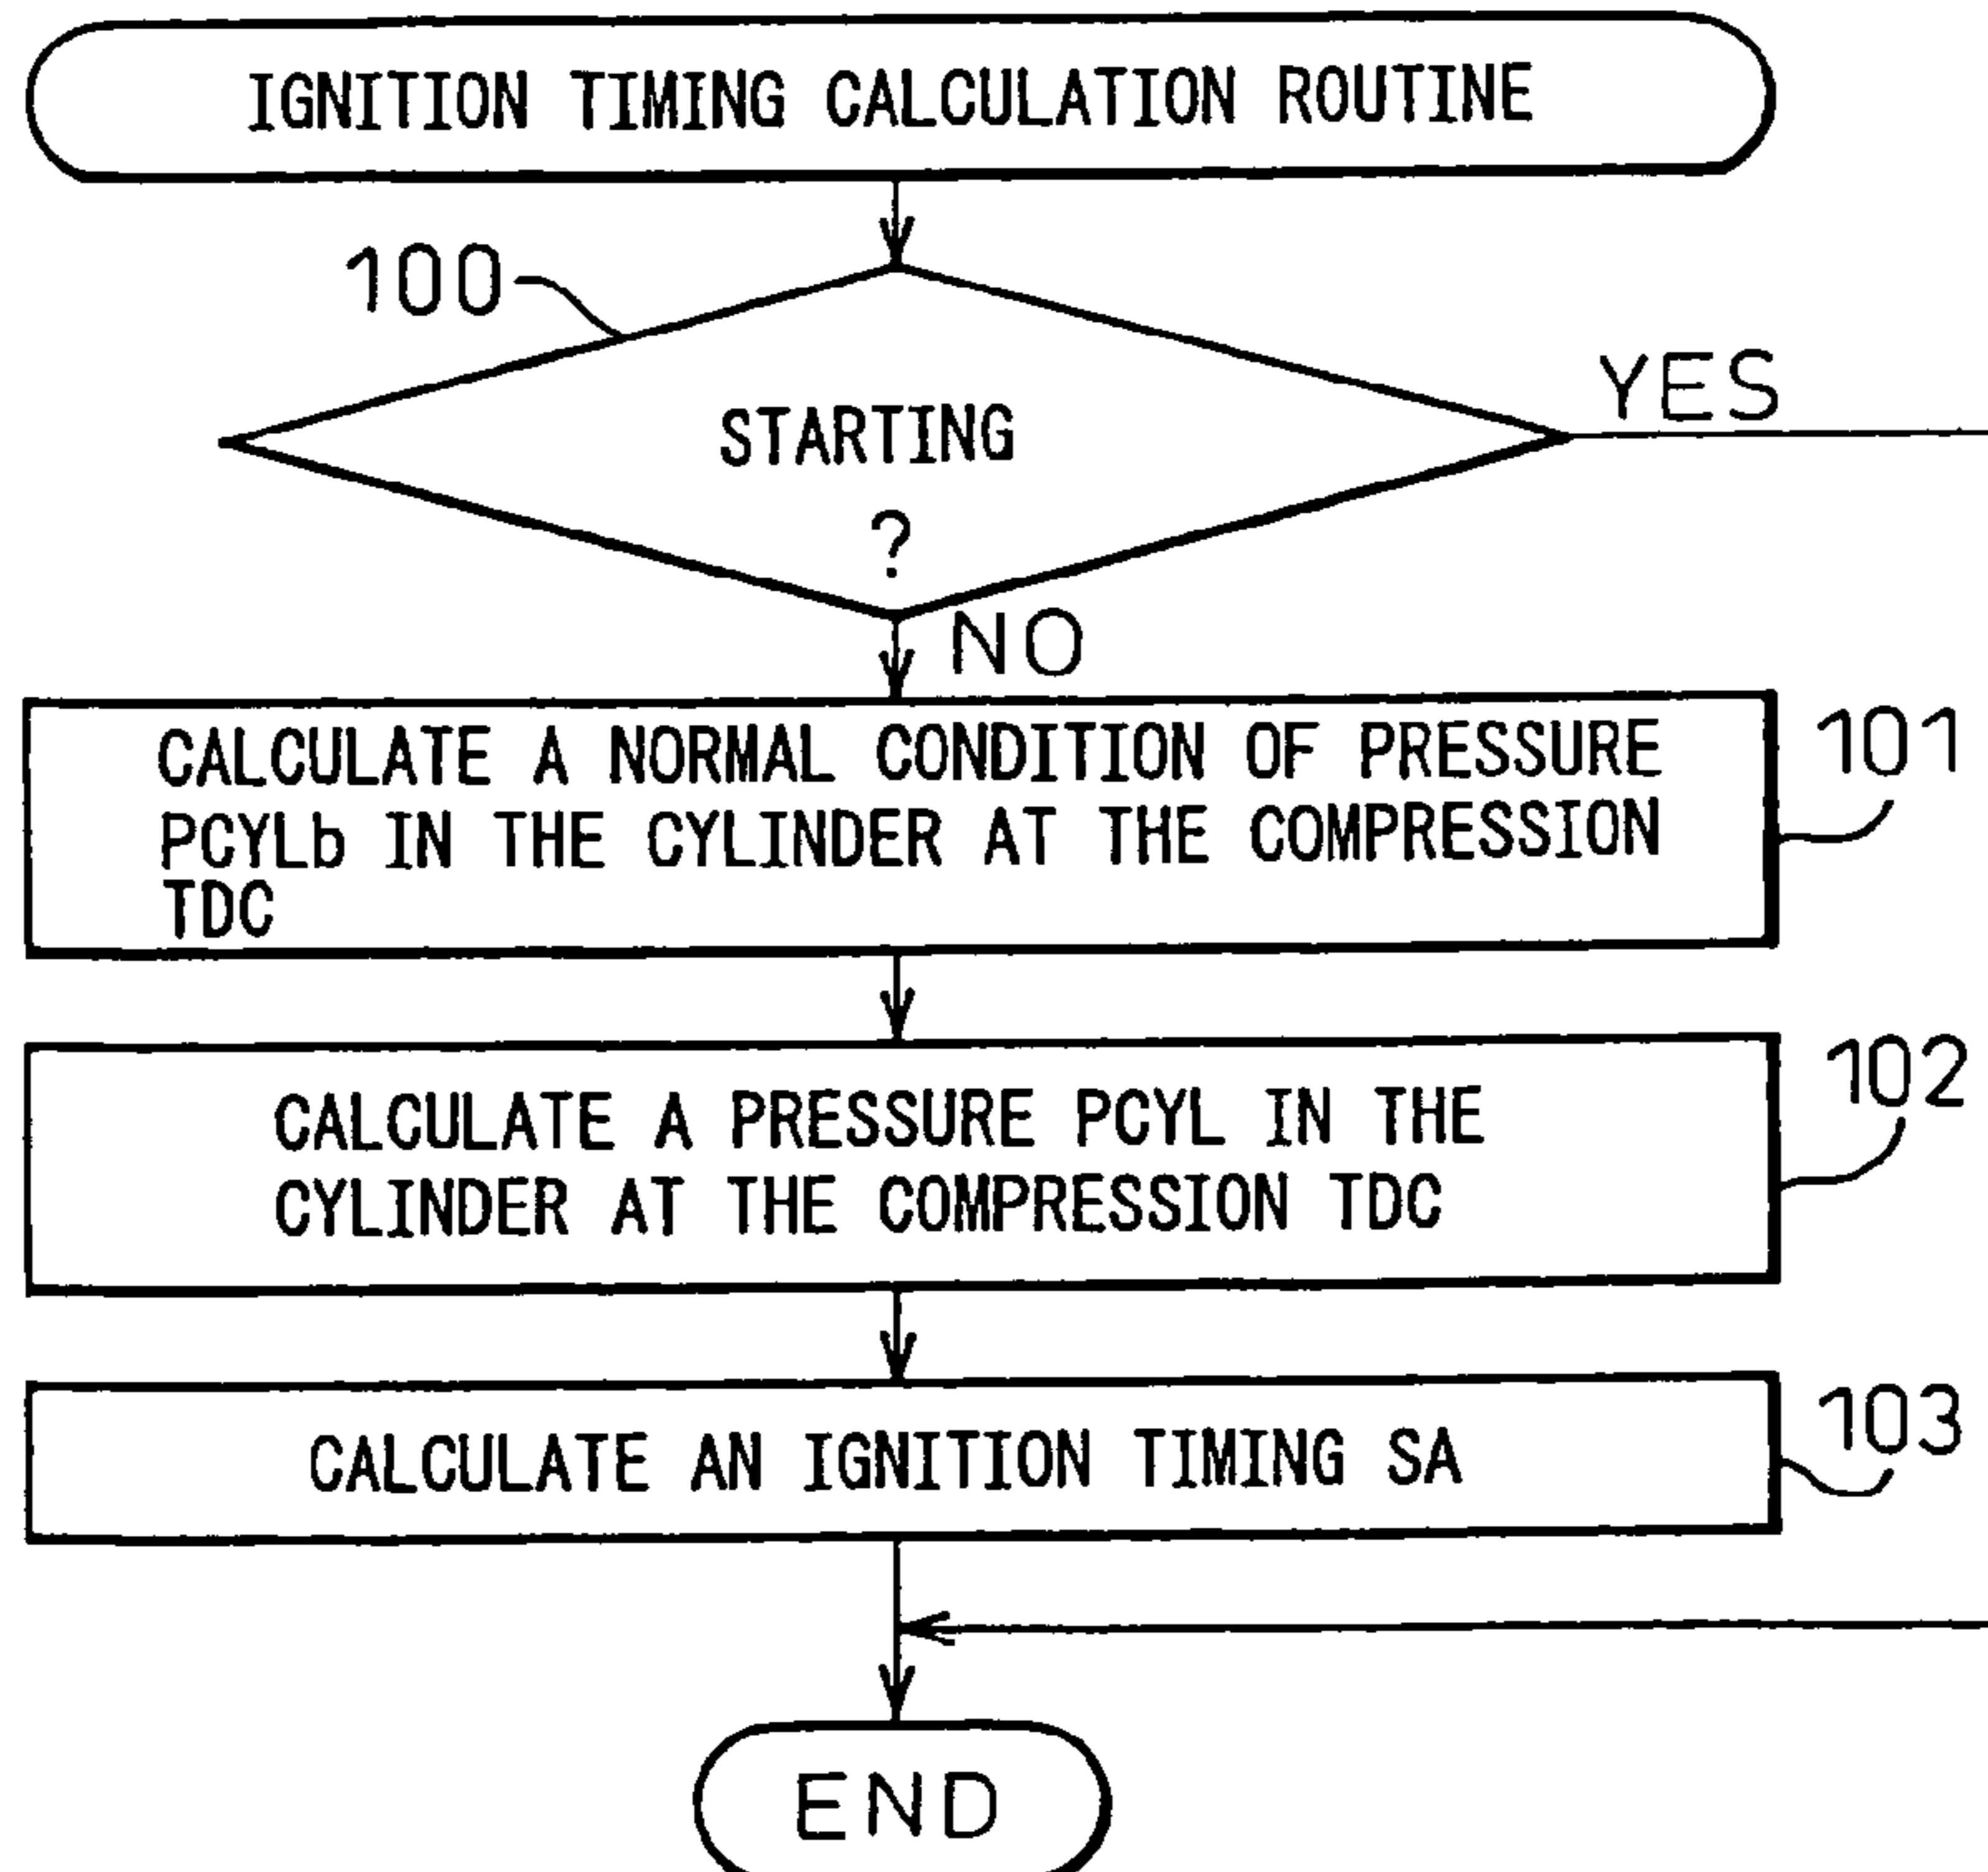 IGNITION TIMING CALCULATION ROUTINE
100
YES
STARTING
?
NO
CALCULATE A NORMAL CONDITION OF PRESSURE
PCYLb IN THE CYLINDER AT THE COMPRESSION
TDC
101
CALCULATE A PRESSURE PCYL IN THE
CYLINDER AT THE COMPRESSION TDC
102
CALCULATE AN IGNITION TIMING SA
103
END